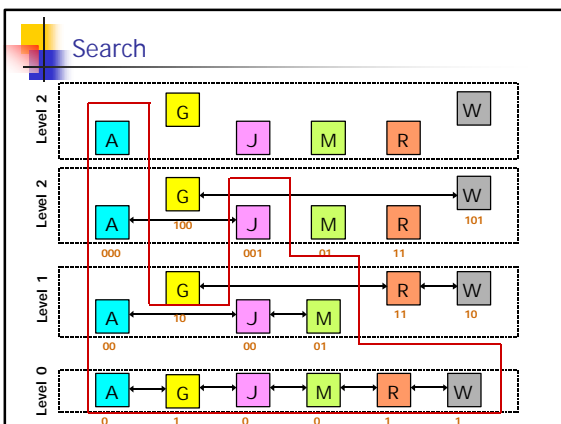 Search
Level 2
G W
A J M R
Level 2
G W
100 101
A J M R
000 001 01 11
Level 1
G R W
10 11 10
A J M
00 00 01
Level 0
A G J M R W
0 1 0 0 1 1